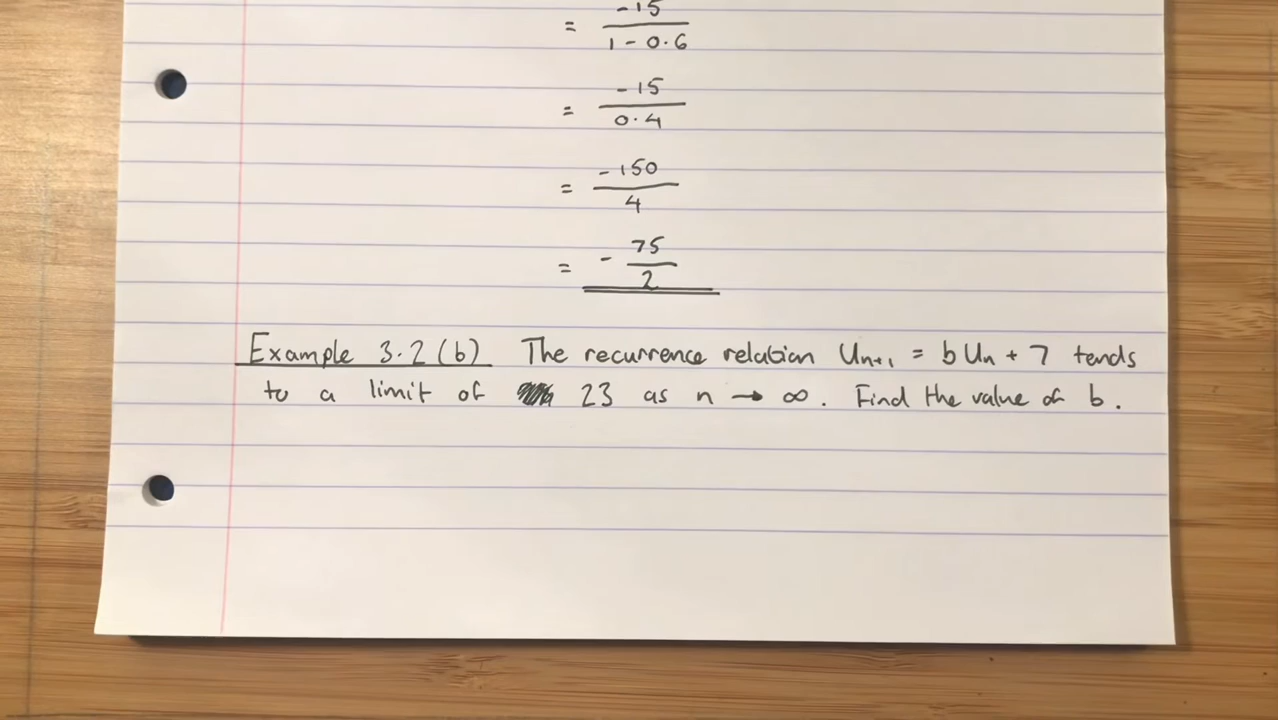 = -15 / 1 - 0.6
= -15 / 0.4
= -150 / 4
= - 75 / 2
Example 3.2 (b) The recurrence relation Un+1 = b Un + 7 tends
to a limit of 23 as n → ∞. Find the value of b.